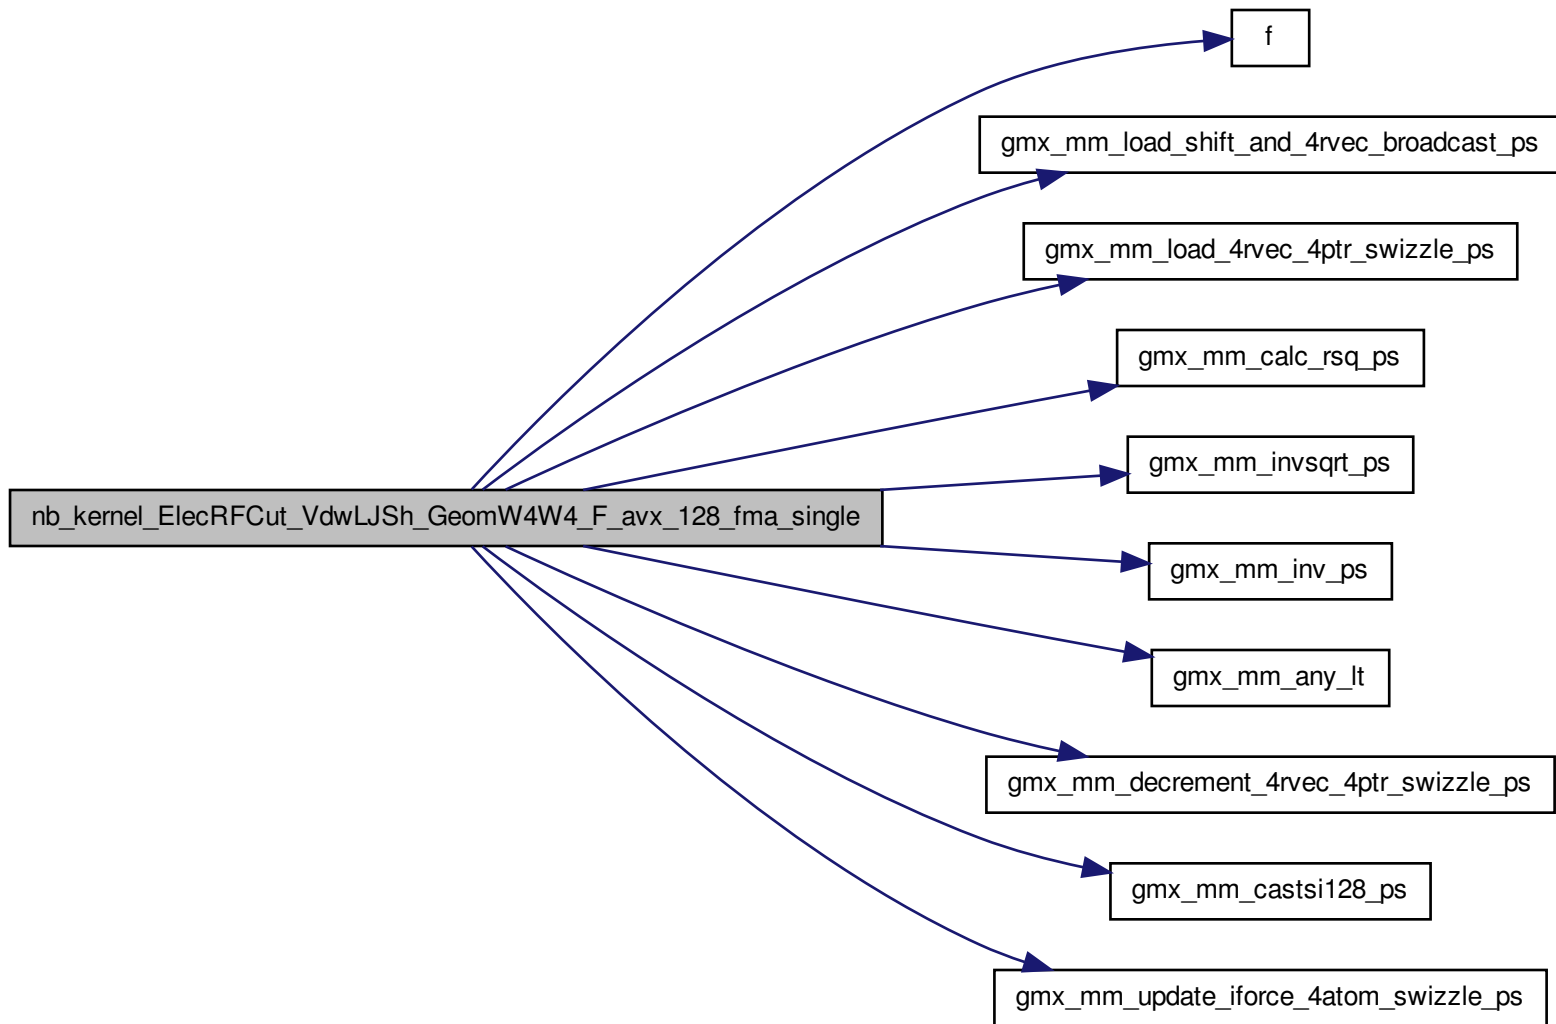 f
gmx_mm_load_shift_and_4rvec_broadcast_ps
gmx_mm_load_4rvec_4ptr_swizzle_ps
gmx_mm_calc_rsq_ps
gmx_mm_invsqrt_ps
nb_kernel_ElecRFCut_VdwLJSh_GeomW4W4_F_avx_128_fma_single
gmx_mm_inv_ps
gmx_mm_any_lt
gmx_mm_decrement_4rvec_4ptr_swizzle_ps
gmx_mm_castsi128_ps
gmx_mm_update_iforce_4atom_swizzle_ps